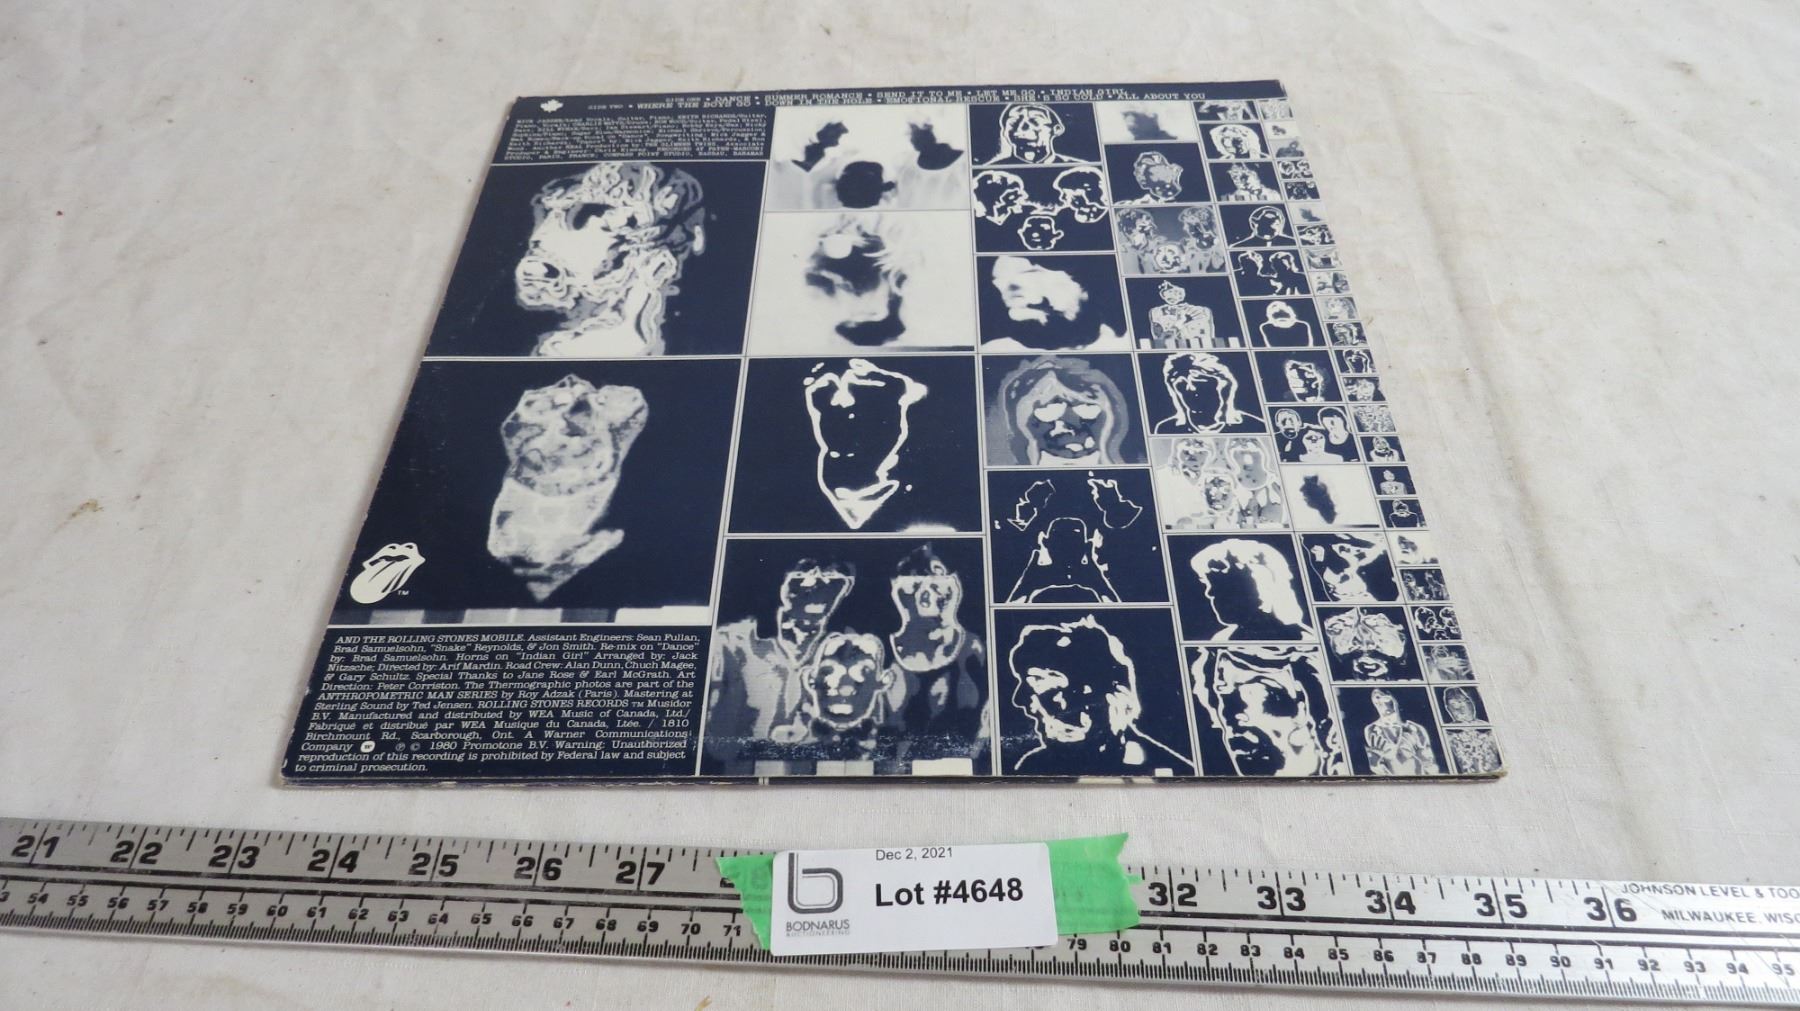 SIDE ONE • DANCE • SUMMER ROMANCE • SEND IT TO ME • LET ME GO • INDIAN GIRL
SIDE TWO • WHERE THE BOYS GO • DOWN IN THE HOLE • EMOTIONAL RESCUE • SHE'S SO COLD • ALL ABOUT YOU
STUDIO, PARIS, FRANCE, COMPASS POINT STUDIO, NASSAU, BAHAMAS
TM
AND THE ROLLING STONES MOBILE. Assistant Engineers: Sean Fullan,
Brad Samuelsohn, "Snake" Reynolds, & Jon Smith. Re-mix on "Dance"
by: Brad Samuelsohn. Horns on "Indian Girl" Arranged by: Jack
Nitzsche; Directed by: Arif Mardin. Road Crew: Alan Dunn, Chuch Magee,
& Gary Schultz. Special Thanks to Jane Rose & Earl McGrath. Art
Direction: Peter Corriston. The Thermographic photos are part of the
ANTHROPOMETRIC MAN SERIES by Roy Adzak (Paris). Mastering at
Sterling Sound by Ted Jensen. ROLLING STONES RECORDS TM Musidor
B.V. Manufactured and distributed by WEA Music of Canada, Ltd./
Fabriqué et distribué par WEA Musique du Canada, Ltée. / 1810
Birchmount Rd., Scarborough, Ont. A Warner Communications
Company ℗ © 1980 Promotone B.V. Warning: Unauthorized
reproduction of this recording is prohibited by Federal law and subject
to criminal prosecution.
21 22 23 24 25 26 27 32 33 34 35 36
JOHNSON LEVEL & TOO
MILWAUKEE, WISC
54 55 56 57 58 59 60 61 62 63 64 65 66 67 68 69 70 71 79 80 81 82 83 84 85 86 87 88 89 90 91 92 93 94 95
Dec 2, 2021
Lot #4648
BODNARUS
AUCTIONEERING